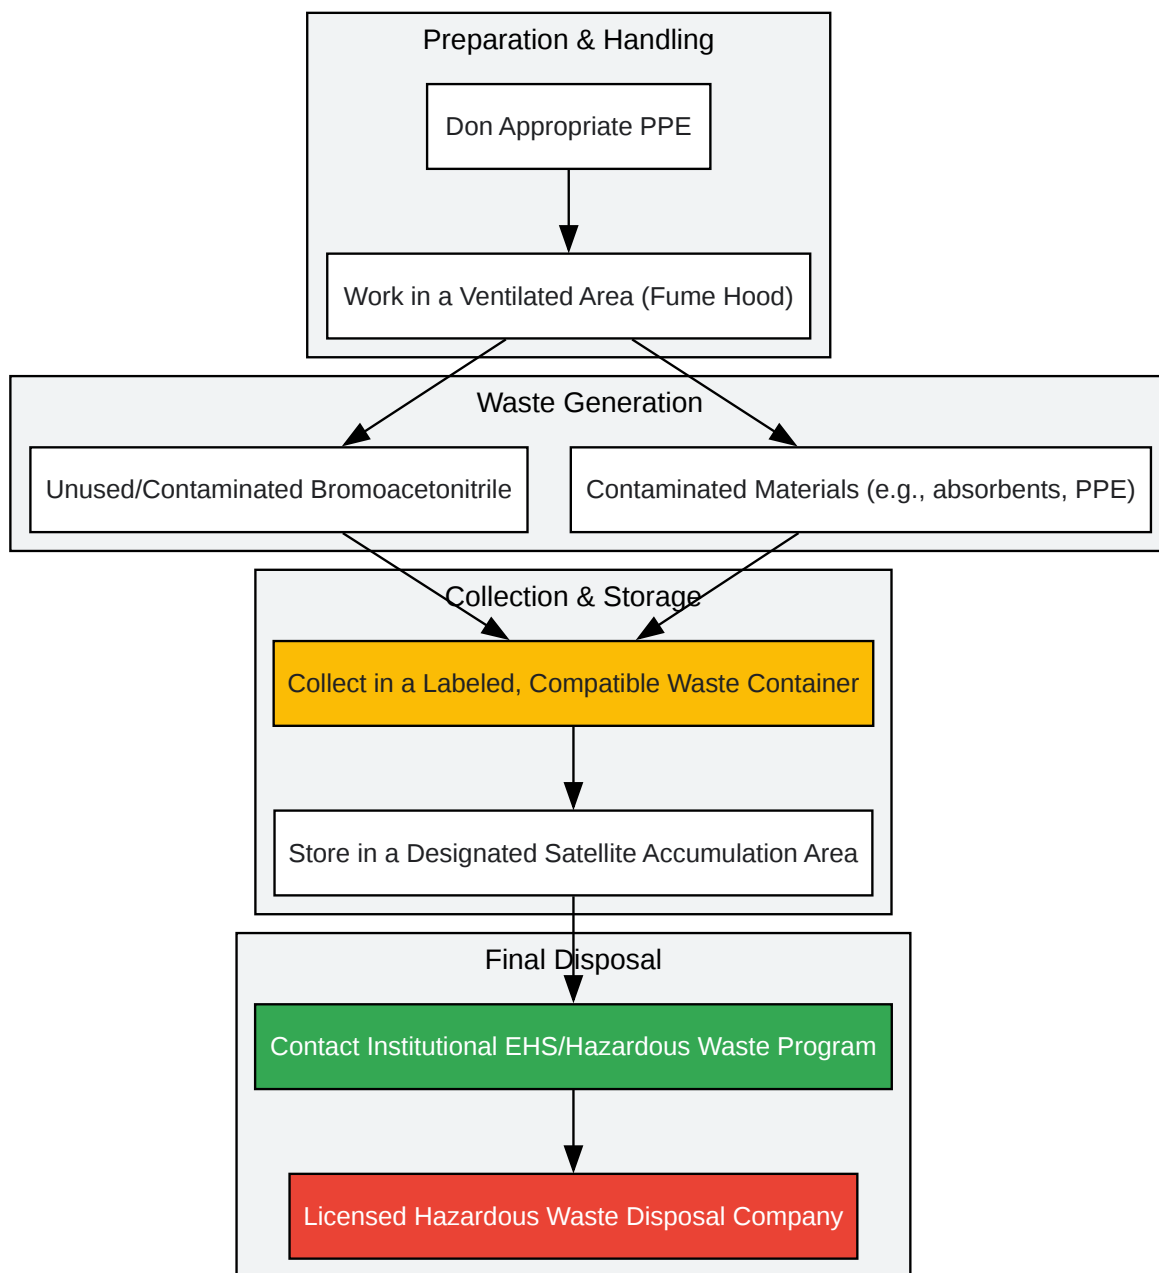 Preparation & Handling
Don Appropriate PPE
Work in a Ventilated Area (Fume Hood)
Waste Generation
Unused/Contaminated Bromoacetonitrile
Contaminated Materials (e.g., absorbents, PPE)
Collection & Storage
Collect in a Labeled, Compatible Waste Container
Store in a Designated Satellite Accumulation Area
Final Disposal
Contact Institutional EHS/Hazardous Waste Program
Licensed Hazardous Waste Disposal Company